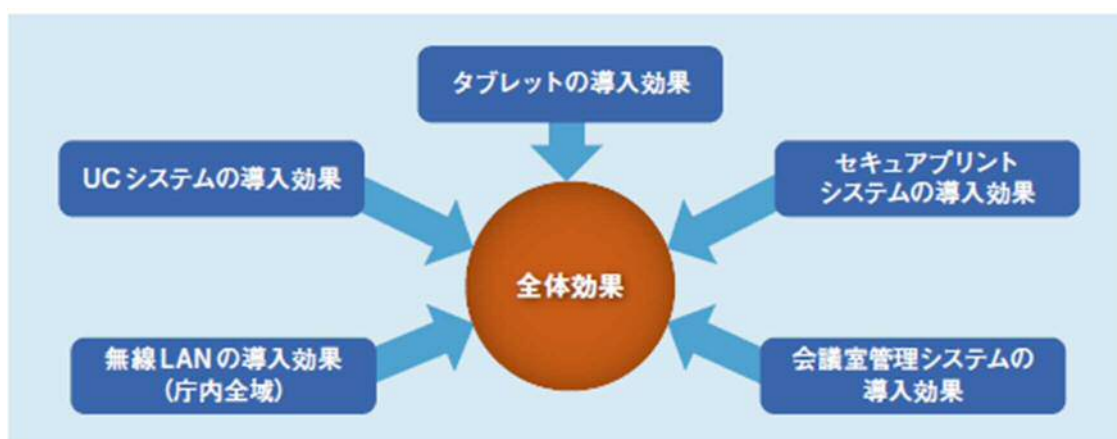 タブレットの導入効果
UCシステムの導入効果
セキュアプリント
システムの導入効果
全体効果
無線LANの導入効果
(庁内全域)
会議室管理システムの
導入効果